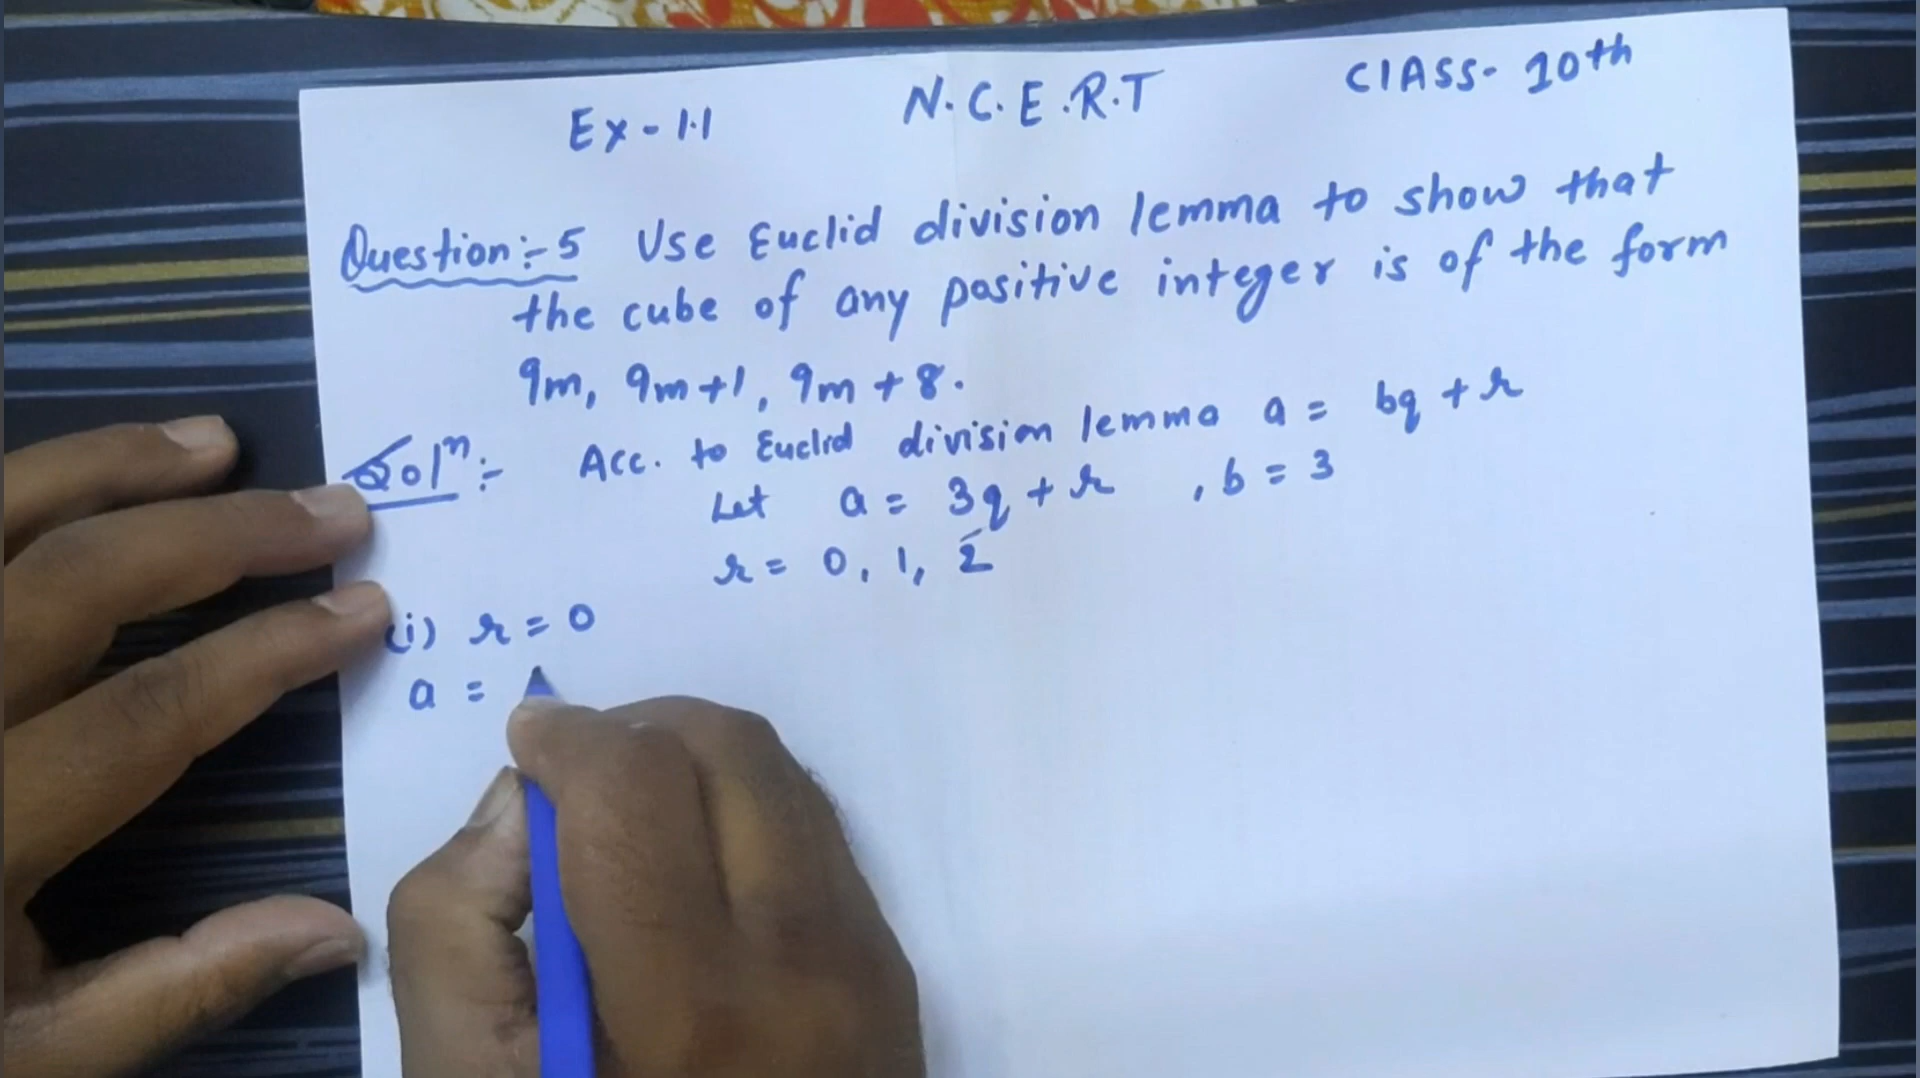 Ex - 1.1 N.C.E.R.T CLASS- 10th
Question:- 5 Use Euclid division lemma to show that
the cube of any positive integer is of the form
9m, 9m+1, 9m+8.
Solⁿ:- Acc. to Euclid division lemma a = bq + r
Let a = 3q + r , b = 3
r = 0, 1, 2
(i) r = 0
a =